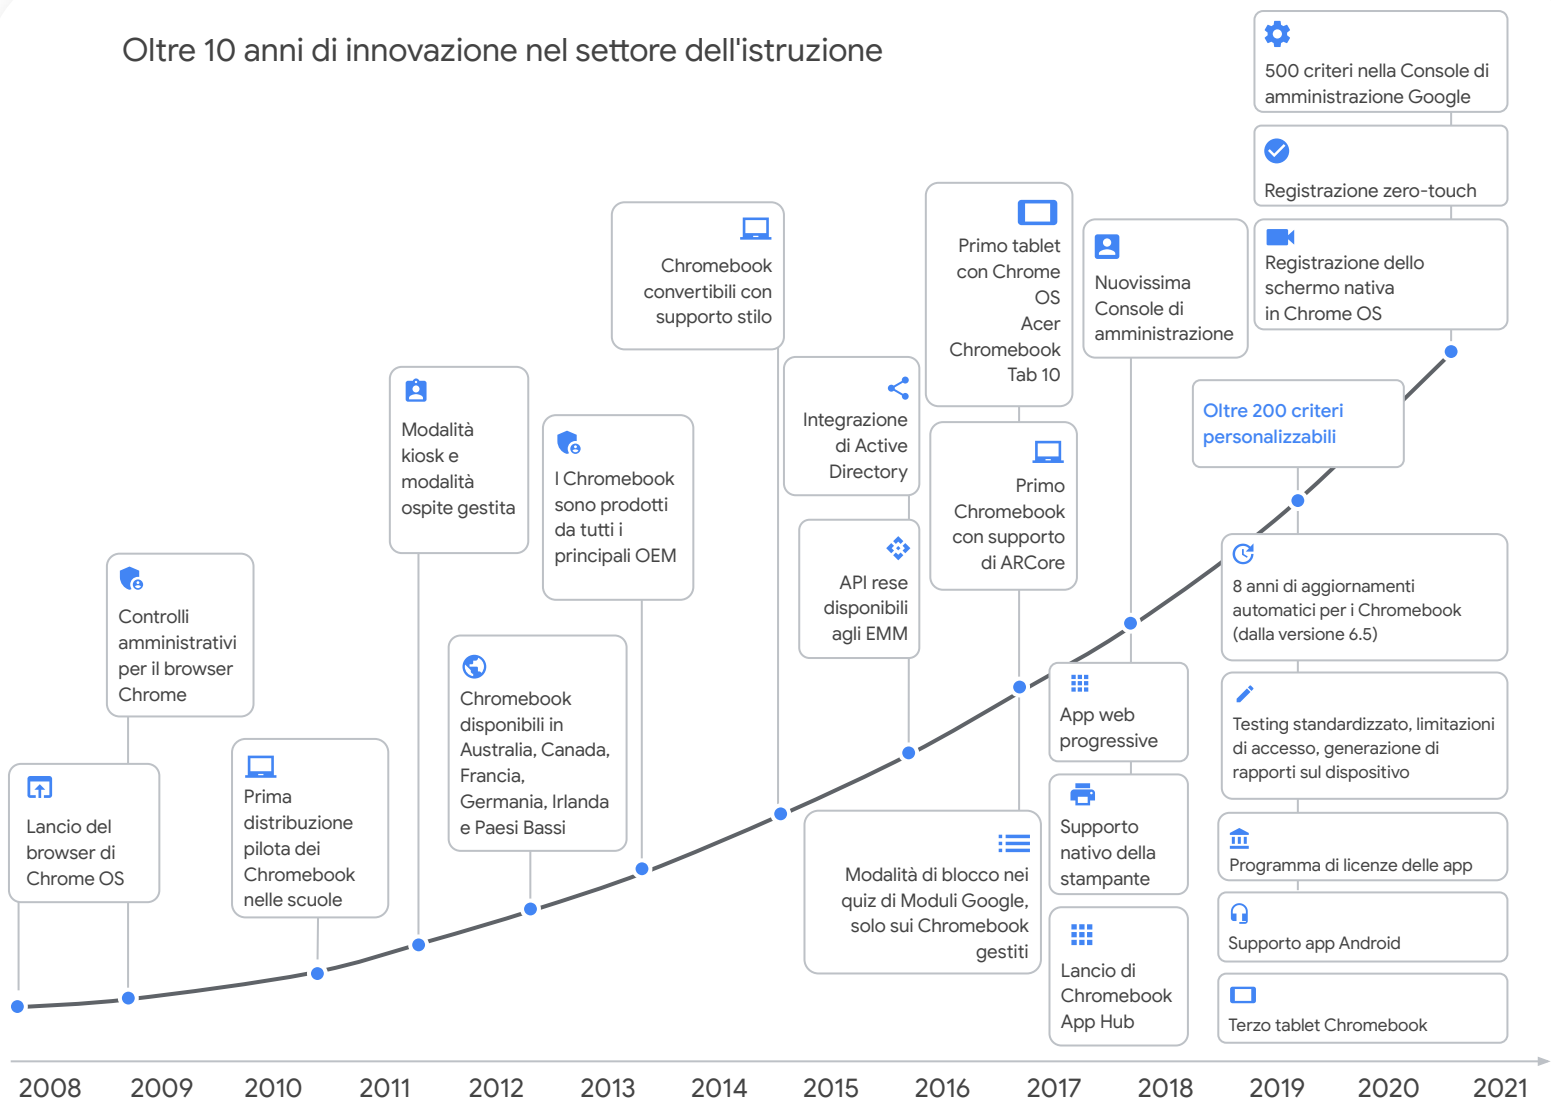 Oltre 10 anni di innovazione nel settore dell'istruzione
Lancio del
browser di
Chrome OS
Controlli
amministrativi
per il browser
Chrome
Prima
distribuzione
pilota dei
Chromebook
nelle scuole
Modalità
kiosk e
modalità
ospite gestita
Chromebook
disponibili in
Australia, Canada,
Francia,
Germania, Irlanda
e Paesi Bassi
I Chromebook
sono prodotti
da tutti i
principali OEM
Chromebook
convertibili con
supporto stilo
Integrazione
di Active
Directory
API rese
disponibili
agli EMM
Primo tablet
con Chrome
OS
Acer
Chromebook
Tab 10
Primo
Chromebook
con supporto
di ARCore
Modalità di blocco nei
quiz di Moduli Google,
solo sui Chromebook
gestiti
Nuovissima
Console di
amministrazione
App web
progressive
Supporto
nativo della
stampante
Lancio di
Chromebook
App Hub
Oltre 200 criteri
personalizzabili
8 anni di aggiornamenti
automatici per i Chromebook
(dalla versione 6.5)
Testing standardizzato, limitazioni
di accesso, generazione di
rapporti sul dispositivo
Programma di licenze delle app
Supporto app Android
Terzo tablet Chromebook
500 criteri nella Console di
amministrazione Google
Registrazione zero-touch
Registrazione dello
schermo nativa
in Chrome OS
2008 2009 2010 2011 2012 2013 2014 2015 2016 2017 2018 2019 2020 2021